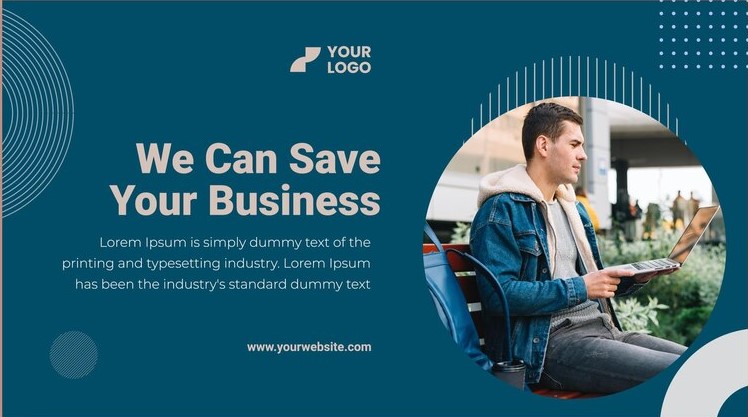 YOUR
LOGO
We Can Save
Your Business
Lorem Ipsum is simply dummy text of the
printing and typesetting industry. Lorem Ipsum
has been the industry's standard dummy text
www.yourwebsite.com